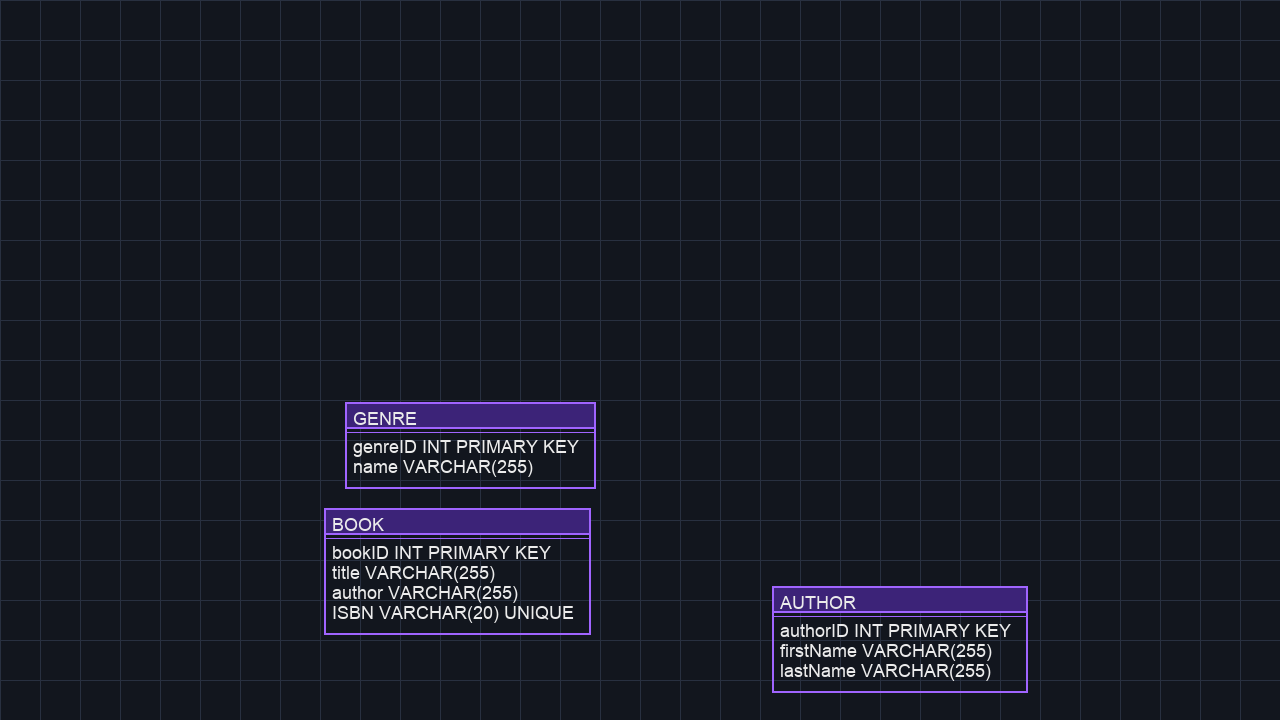 GENRE
genreID INT PRIMARY KEY
name VARCHAR(255)
BOOK
bookID INT PRIMARY KEY
title VARCHAR(255)
author VARCHAR(255)
ISBN VARCHAR(20) UNIQUE
AUTHOR
authorID INT PRIMARY KEY
firstName VARCHAR(255)
lastName VARCHAR(255)